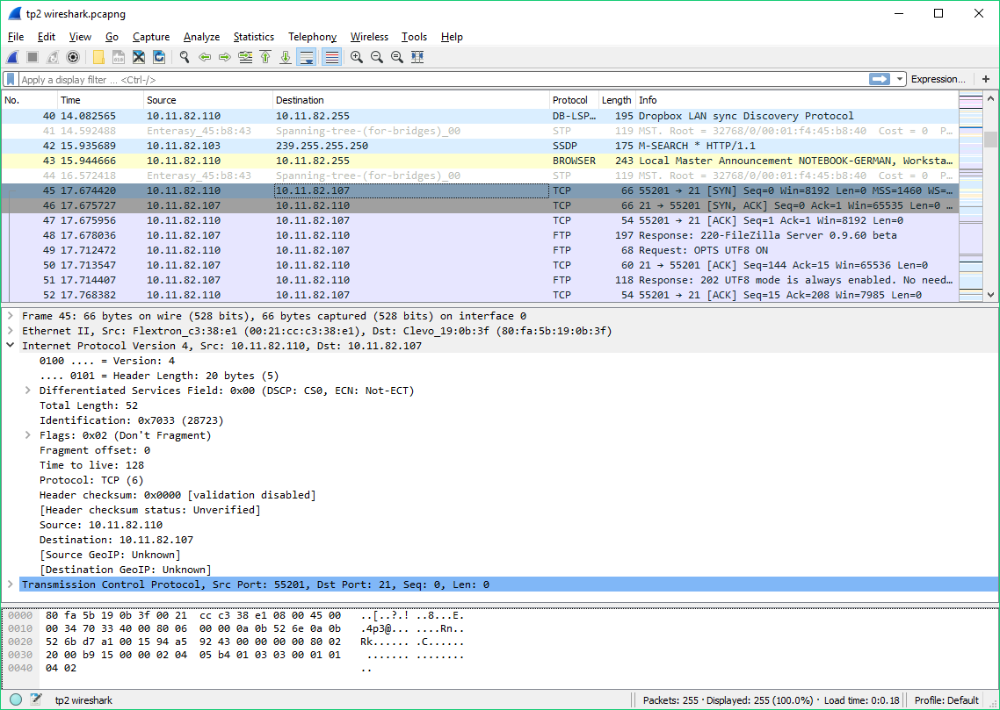 tp2 wireshark.pcapng
File Edit View Go Capture Analyze Statistics Telephony Wireless Tools Help
Apply a display filter ... <Ctrl-/> Expression... +
No. Time Source Destination Protocol Length Info
40 14.082565 10.11.82.110 10.11.82.255 DB-LSP… 195 Dropbox LAN sync Discovery Protocol
41 14.592488 Enterasy_45:b8:43 Spanning-tree-(for-bridges)_00 STP 119 MST. Root = 32768/0/00:01:f4:45:b8:40 Cost = 0 P…
42 15.935689 10.11.82.103 239.255.255.250 SSDP 175 M-SEARCH * HTTP/1.1
43 15.944666 10.11.82.110 10.11.82.255 BROWSER 243 Local Master Announcement NOTEBOOK-GERMAN, Worksta…
44 16.572418 Enterasy_45:b8:43 Spanning-tree-(for-bridges)_00 STP 119 MST. Root = 32768/0/00:01:f4:45:b8:40 Cost = 0 P…
45 17.674420 10.11.82.110 10.11.82.107 TCP 66 55201 → 21 [SYN] Seq=0 Win=8192 Len=0 MSS=1460 WS=…
46 17.675727 10.11.82.107 10.11.82.110 TCP 66 21 → 55201 [SYN, ACK] Seq=0 Ack=1 Win=65535 Len=0 …
47 17.675956 10.11.82.110 10.11.82.107 TCP 54 55201 → 21 [ACK] Seq=1 Ack=1 Win=8192 Len=0
48 17.678036 10.11.82.107 10.11.82.110 FTP 197 Response: 220-FileZilla Server 0.9.60 beta
49 17.712472 10.11.82.110 10.11.82.107 FTP 68 Request: OPTS UTF8 ON
50 17.713547 10.11.82.107 10.11.82.110 TCP 60 21 → 55201 [ACK] Seq=144 Ack=15 Win=65536 Len=0
51 17.714407 10.11.82.107 10.11.82.110 FTP 118 Response: 202 UTF8 mode is always enabled. No need…
52 17.768382 10.11.82.110 10.11.82.107 TCP 54 55201 → 21 [ACK] Seq=15 Ack=208 Win=7985 Len=0
Frame 45: 66 bytes on wire (528 bits), 66 bytes captured (528 bits) on interface 0
Ethernet II, Src: Flextron_c3:38:e1 (00:21:cc:c3:38:e1), Dst: Clevo_19:0b:3f (80:fa:5b:19:0b:3f)
Internet Protocol Version 4, Src: 10.11.82.110, Dst: 10.11.82.107
0100 .... = Version: 4
.... 0101 = Header Length: 20 bytes (5)
Differentiated Services Field: 0x00 (DSCP: CS0, ECN: Not-ECT)
Total Length: 52
Identification: 0x7033 (28723)
Flags: 0x02 (Don't Fragment)
Fragment offset: 0
Time to live: 128
Protocol: TCP (6)
Header checksum: 0x0000 [validation disabled]
[Header checksum status: Unverified]
Source: 10.11.82.110
Destination: 10.11.82.107
[Source GeoIP: Unknown]
[Destination GeoIP: Unknown]
Transmission Control Protocol, Src Port: 55201, Dst Port: 21, Seq: 0, Len: 0
0000 80 fa 5b 19 0b 3f 00 21 cc c3 38 e1 08 00 45 00 ..[..?.! ..8...E.
0010 00 34 70 33 40 00 80 06 00 00 0a 0b 52 6e 0a 0b .4p3@... ....Rn..
0020 52 6b d7 a1 00 15 94 a5 92 43 00 00 00 00 80 02 Rk...... .C......
0030 20 00 b9 15 00 00 02 04 05 b4 01 03 03 00 01 01 ....... ........
0040 04 02 ..
tp2 wireshark Packets: 255 · Displayed: 255 (100.0%) · Load time: 0:0.18 Profile: Default